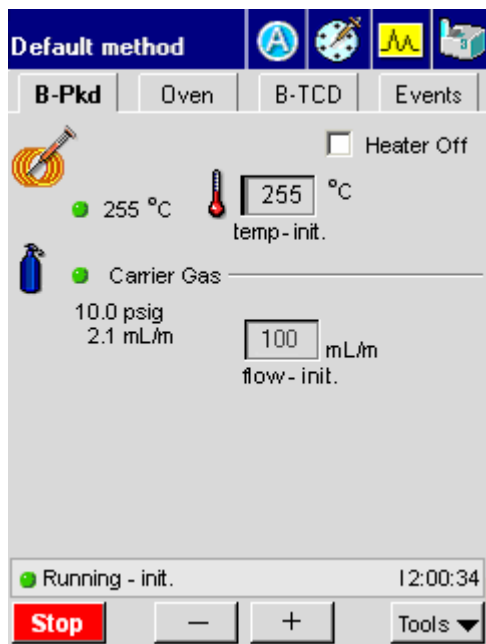 Default method
A
B-Pkd
Oven
B-TCD
Events
Heater Off
255 °C
255 °C
temp-init.
Carrier Gas
10.0 psig
2.1 mL/m
100 mL/m
flow-init.
Running - init.
12:00:34
Stop
−
+
Tools